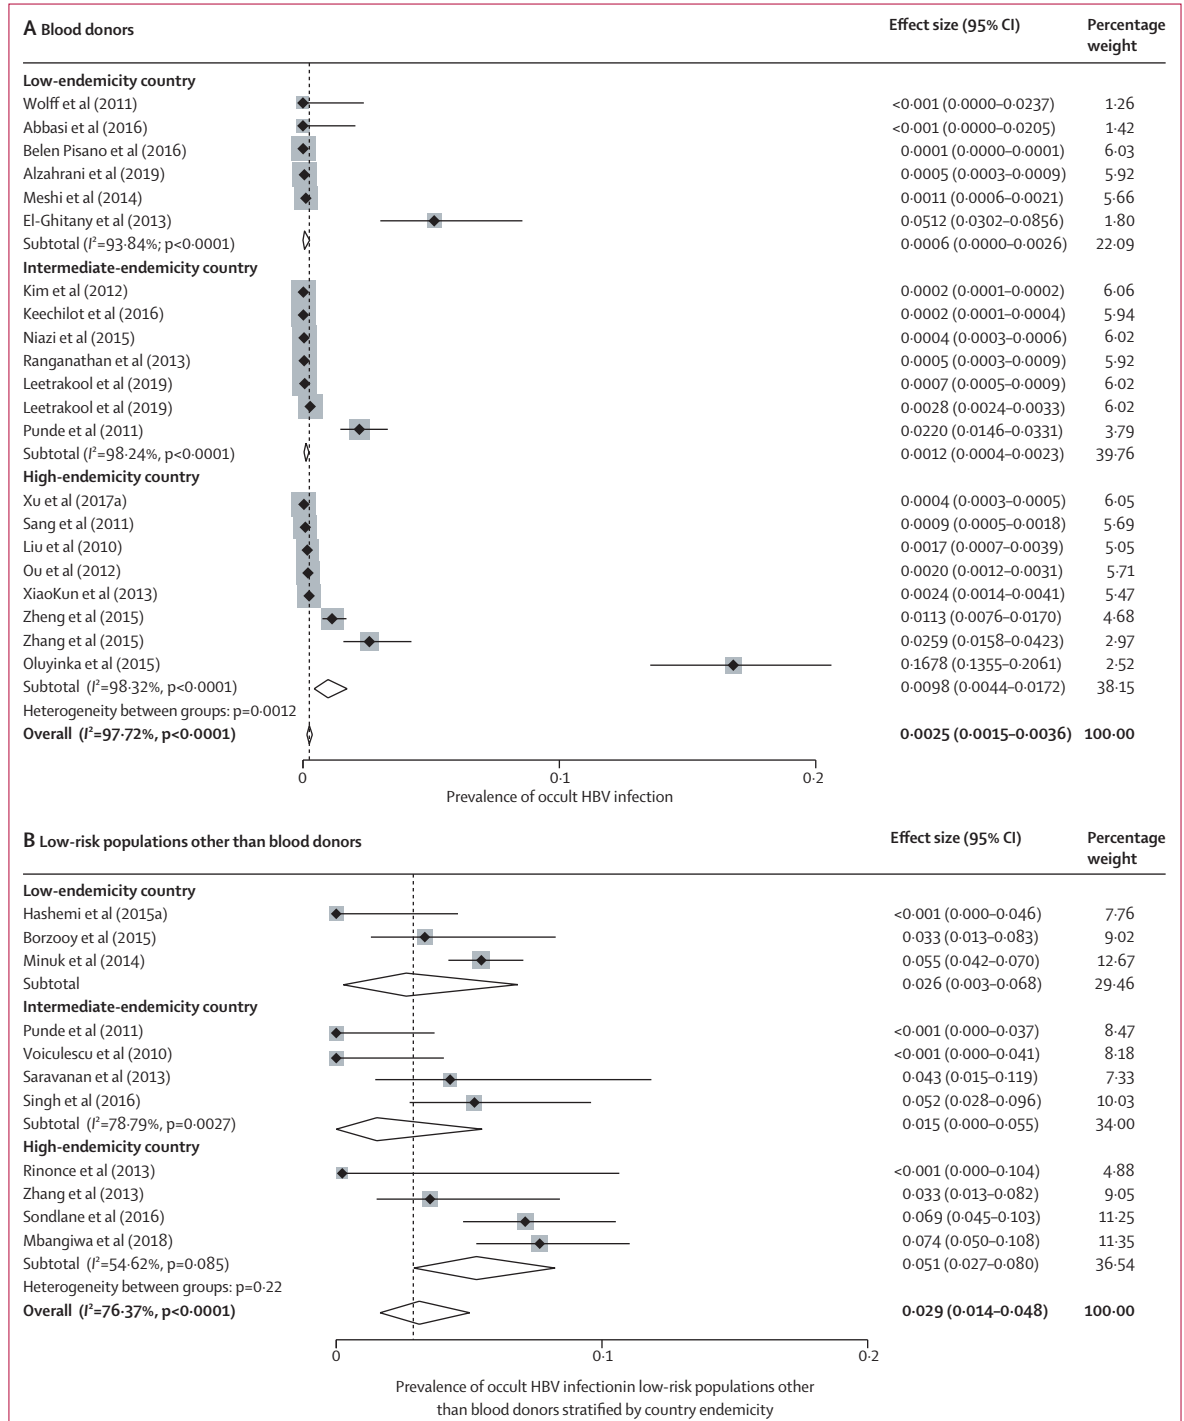 A Blood donors Effect size (95% CI) Percentage
weight
Low-endemicity country
Wolff et al (2011) <0·001 (0·0000–0·0237) 1·26
Abbasi et al (2016) <0·001 (0·0000–0·0205) 1·42
Belen Pisano et al (2016) 0·0001 (0·0000–0·0001) 6·03
Alzahrani et al (2019) 0·0005 (0·0003–0·0009) 5·92
Meshi et al (2014) 0·0011 (0·0006–0·0021) 5·66
El-Ghitany et al (2013) 0·0512 (0·0302–0·0856) 1·80
Subtotal (I²=93·84%; p<0·0001) 0·0006 (0·0000–0·0026) 22·09
Intermediate-endemicity country
Kim et al (2012) 0·0002 (0·0001–0·0002) 6·06
Keechilot et al (2016) 0·0002 (0·0001–0·0004) 5·94
Niazi et al (2015) 0·0004 (0·0003–0·0006) 6·02
Ranganathan et al (2013) 0·0005 (0·0003–0·0009) 5·92
Leetrakool et al (2019) 0·0007 (0·0005–0·0009) 6·02
Leetrakool et al (2019) 0·0028 (0·0024–0·0033) 6·02
Punde et al (2011) 0·0220 (0·0146–0·0331) 3·79
Subtotal (I²=98·24%, p<0·0001) 0·0012 (0·0004–0·0023) 39·76
High-endemicity country
Xu et al (2017a) 0·0004 (0·0003–0·0005) 6·05
Sang et al (2011) 0·0009 (0·0005–0·0018) 5·69
Liu et al (2010) 0·0017 (0·0007–0·0039) 5·05
Ou et al (2012) 0·0020 (0·0012–0·0031) 5·71
XiaoKun et al (2013) 0·0024 (0·0014–0·0041) 5·47
Zheng et al (2015) 0·0113 (0·0076–0·0170) 4·68
Zhang et al (2015) 0·0259 (0·0158–0·0423) 2·97
Oluyinka et al (2015) 0·1678 (0·1355–0·2061) 2·52
Subtotal (I²=98·32%, p<0·0001) 0·0098 (0·0044–0·0172) 38·15
Heterogeneity between groups: p=0·0012
Overall (I²=97·72%, p<0·0001) 0·0025 (0·0015–0·0036) 100·00
0 0·1 0·2
Prevalence of occult HBV infection
B Low-risk populations other than blood donors Effect size (95% CI) Percentage
weight
Low-endemicity country
Hashemi et al (2015a) <0·001 (0·000–0·046) 7·76
Borzooy et al (2015) 0·033 (0·013–0·083) 9·02
Minuk et al (2014) 0·055 (0·042–0·070) 12·67
Subtotal 0·026 (0·003–0·068) 29·46
Intermediate-endemicity country
Punde et al (2011) <0·001 (0·000–0·037) 8·47
Voiculescu et al (2010) <0·001 (0·000–0·041) 8·18
Saravanan et al (2013) 0·043 (0·015–0·119) 7·33
Singh et al (2016) 0·052 (0·028–0·096) 10·03
Subtotal (I²=78·79%, p=0·0027) 0·015 (0·000–0·055) 34·00
High-endemicity country
Rinonce et al (2013) <0·001 (0·000–0·104) 4·88
Zhang et al (2013) 0·033 (0·013–0·082) 9·05
Sondlane et al (2016) 0·069 (0·045–0·103) 11·25
Mbangiwa et al (2018) 0·074 (0·050–0·108) 11·35
Subtotal (I²=54·62%, p=0·085) 0·051 (0·027–0·080) 36·54
Heterogeneity between groups: p=0·22
Overall (I²=76·37%, p<0·0001) 0·029 (0·014–0·048) 100·00
0 0·1 0·2
Prevalence of occult HBV infectionin low-risk populations other
than blood donors stratified by country endemicity